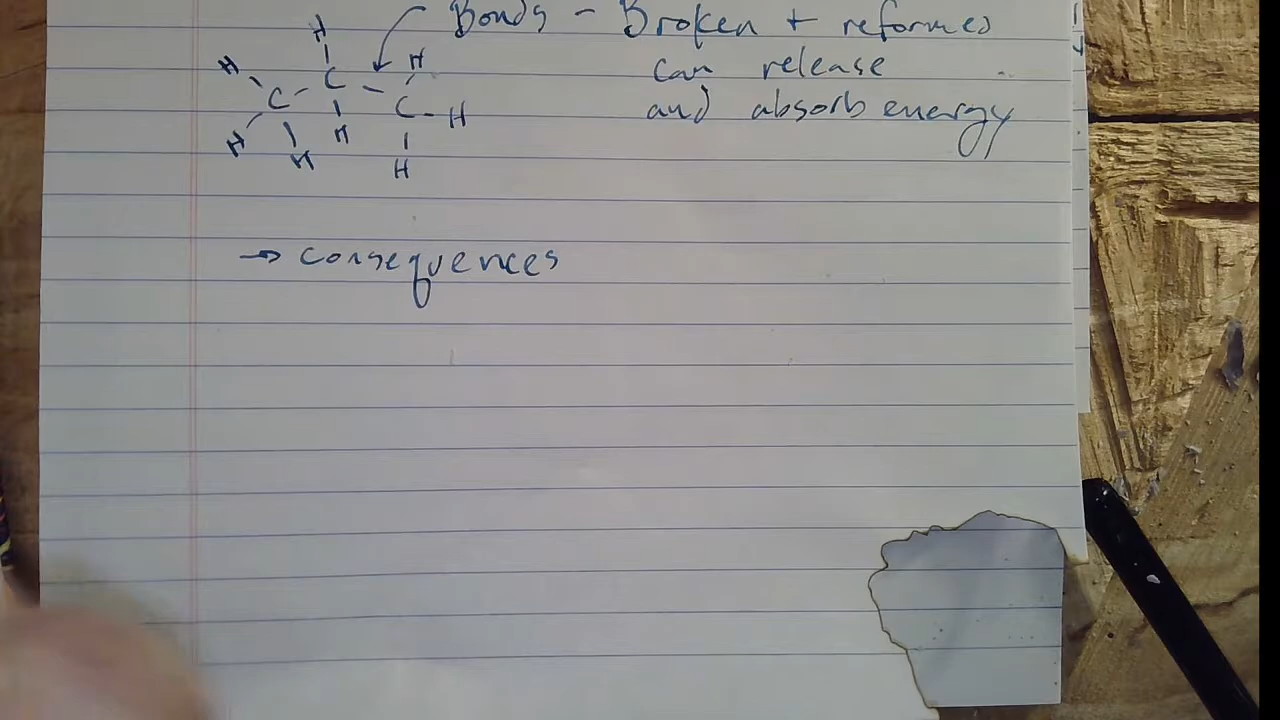 Bonds - Broken + reformed
can release
and absorb energy
H
H C C H
C H
H H H
H
→ consequences